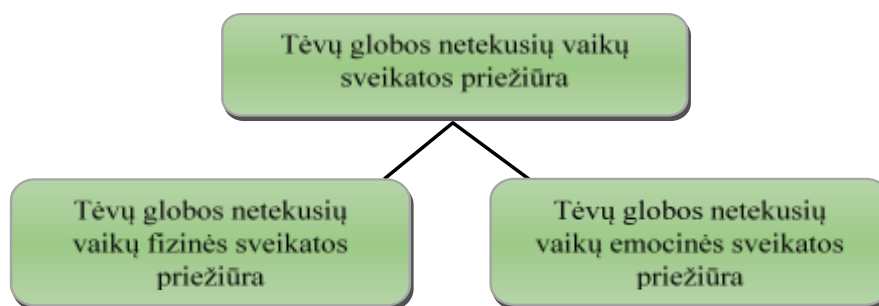 Tėvų globos netekusių vaikų
sveikatos priežiūra
Tėvų globos netekusių
vaikų fizinės sveikatos
priežiūra
Tėvų globos netekusių
vaikų emocinės sveikatos
priežiūra